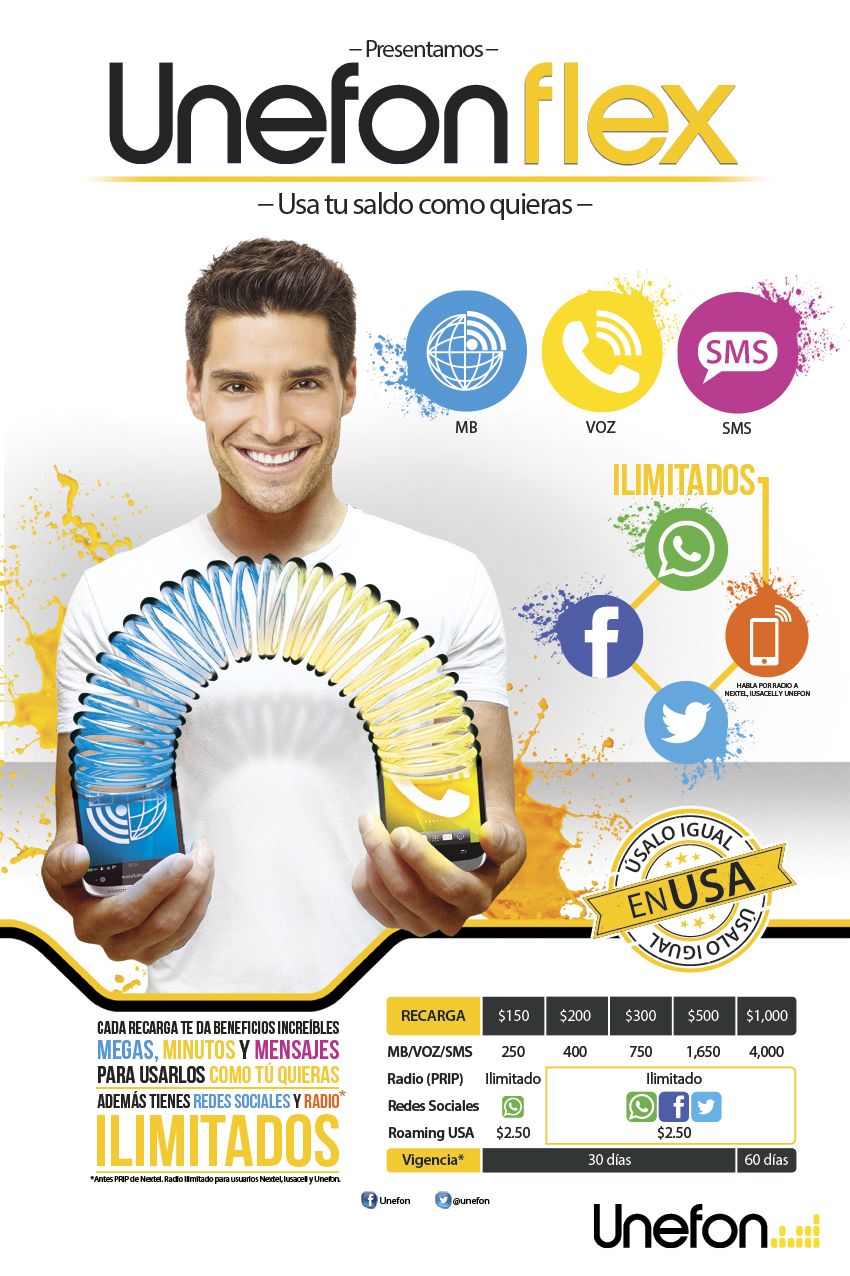 – Presentamos –
Unefonflex
– Usa tu saldo como quieras –
SMS
MB
VOZ
SMS
ILIMITADOS
HABLA POR RADIO A
NEXTEL, IUSACELL Y UNEFON
ÚSALO IGUAL
EN USA
ÚSALO IGUAL
CADA RECARGA TE DA BENEFICIOS INCREÍBLES
MEGAS, MINUTOS Y MENSAJES
PARA USARLOS COMO TÚ QUIERAS
ADEMÁS TIENES REDES SOCIALES Y RADIO*
ILIMITADOS
*Antes PRIP de Nextel. Radio Ilimitado para usuarios Nextel, Iusacell y Unefon.
RECARGA $150 $200 $300 $500 $1,000
MB/VOZ/SMS 250 400 750 1,650 4,000
Radio (PRIP) Ilimitado Ilimitado
Redes Sociales
Roaming USA $2.50 $2.50
Vigencia* 30 días 60 días
Unefon @unefon
Unefon